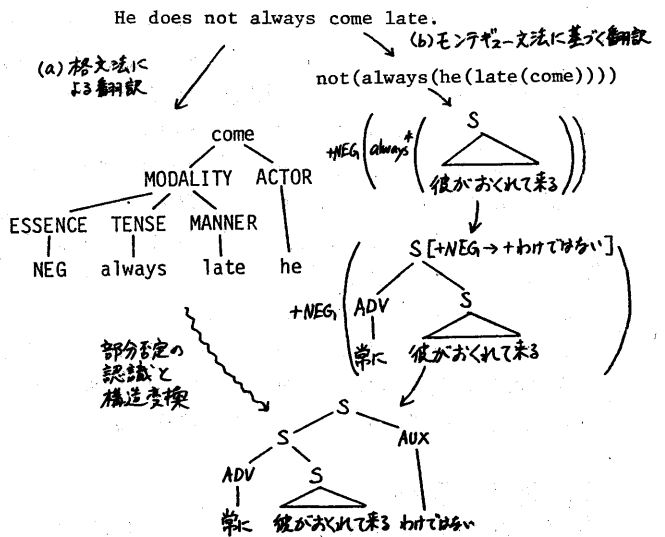 He does not always come late.
(a) 格文法に
よる翻訳
(b) モンテギュー文法に基づく翻訳
not(always(he(late(come))))
come
MODALITY ACTOR
ESSENCE TENSE MANNER
NEG always late he
S
+NEG(always*( ))
彼がおくれて来る
S[+NEG→+わけではない]
+NEG,
ADV S
常に 彼がおくれて来る
部分否定の
認識と
構造変換
S
S AUX
ADV S
常に 彼がおくれて来る わけではない